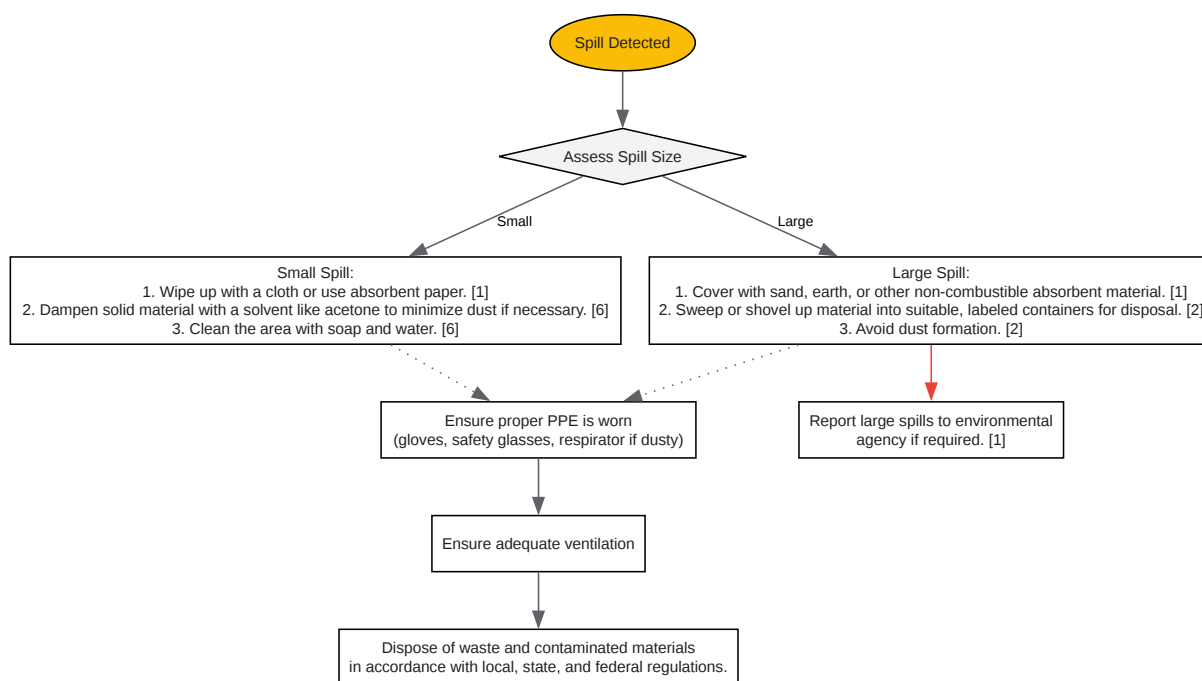 Spill Detected
Assess Spill Size
Small
Large
Small Spill:
1. Wipe up with a cloth or use absorbent paper. [1]
2. Dampen solid material with a solvent like acetone to minimize dust if necessary. [6]
3. Clean the area with soap and water. [6]
Large Spill:
1. Cover with sand, earth, or other non-combustible absorbent material. [1]
2. Sweep or shovel up material into suitable, labeled containers for disposal. [2]
3. Avoid dust formation. [2]
Ensure proper PPE is worn
(gloves, safety glasses, respirator if dusty)
Report large spills to environmental
agency if required. [1]
Ensure adequate ventilation
Dispose of waste and contaminated materials
in accordance with local, state, and federal regulations.